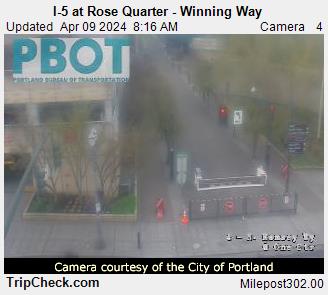 I-5 at Rose Quarter - Winning Way
Updated Apr 09 2024 8:16 AM Camera 4
PBOT
PORTLAND BUREAU OF TRANSPORTATION
I - 5
Camera courtesy of the City of Portland
TripCheck.com Milepost302.00